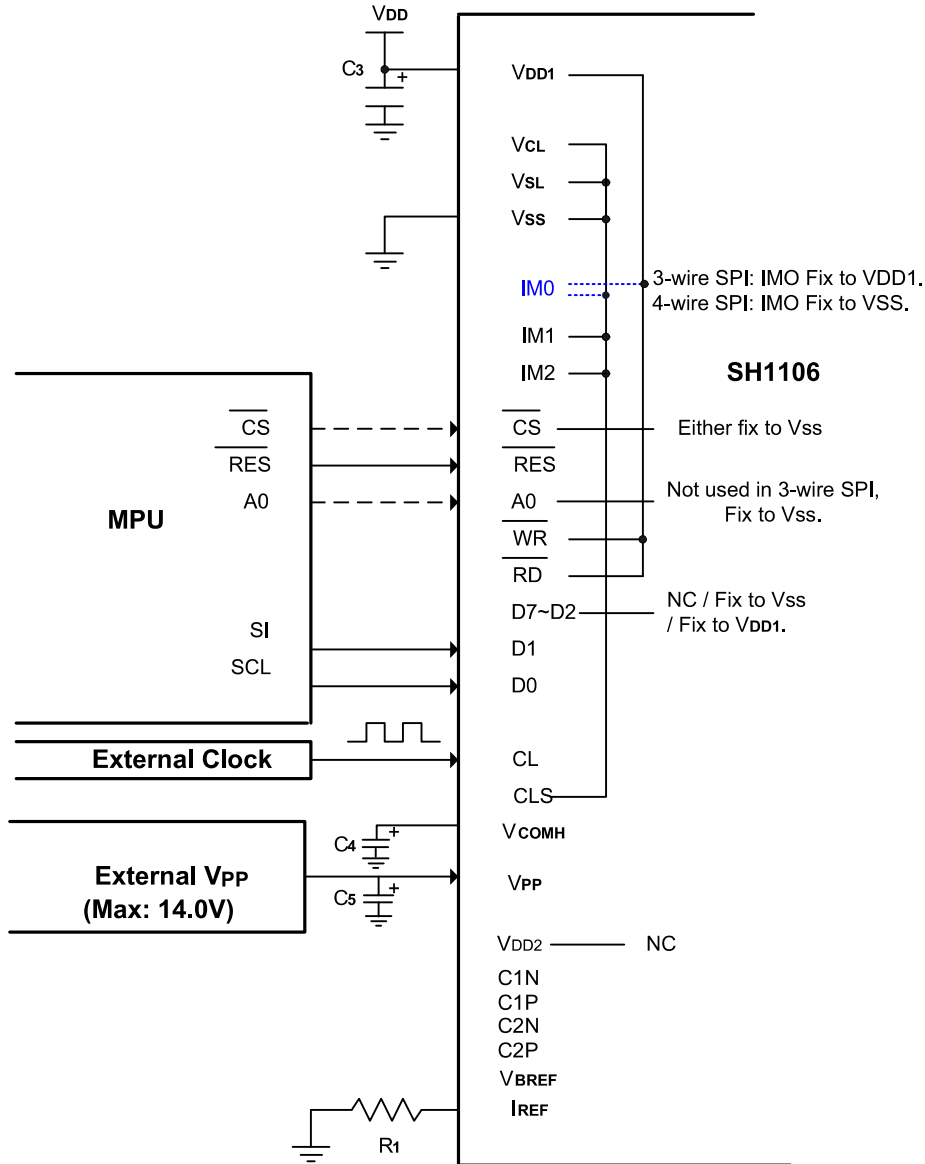 VDD
C3
+
VDD1
VCL
VSL
VSS
IM0
3-wire SPI: IMO Fix to VDD1.
4-wire SPI: IMO Fix to VSS.
IM1
IM2
SH1106
CS
CS
Either fix to Vss
RES
RES
A0
A0
Not used in 3-wire SPI,
Fix to Vss.
MPU
WR
RD
D7~D2
NC / Fix to Vss
/ Fix to VDD1.
SI
D1
SCL
D0
External Clock
CL
CLS
C4
+
VCOMH
External VPP
(Max: 14.0V)
C5
+
VPP
VDD2
NC
C1N
C1P
C2N
C2P
VBREF
IREF
R1